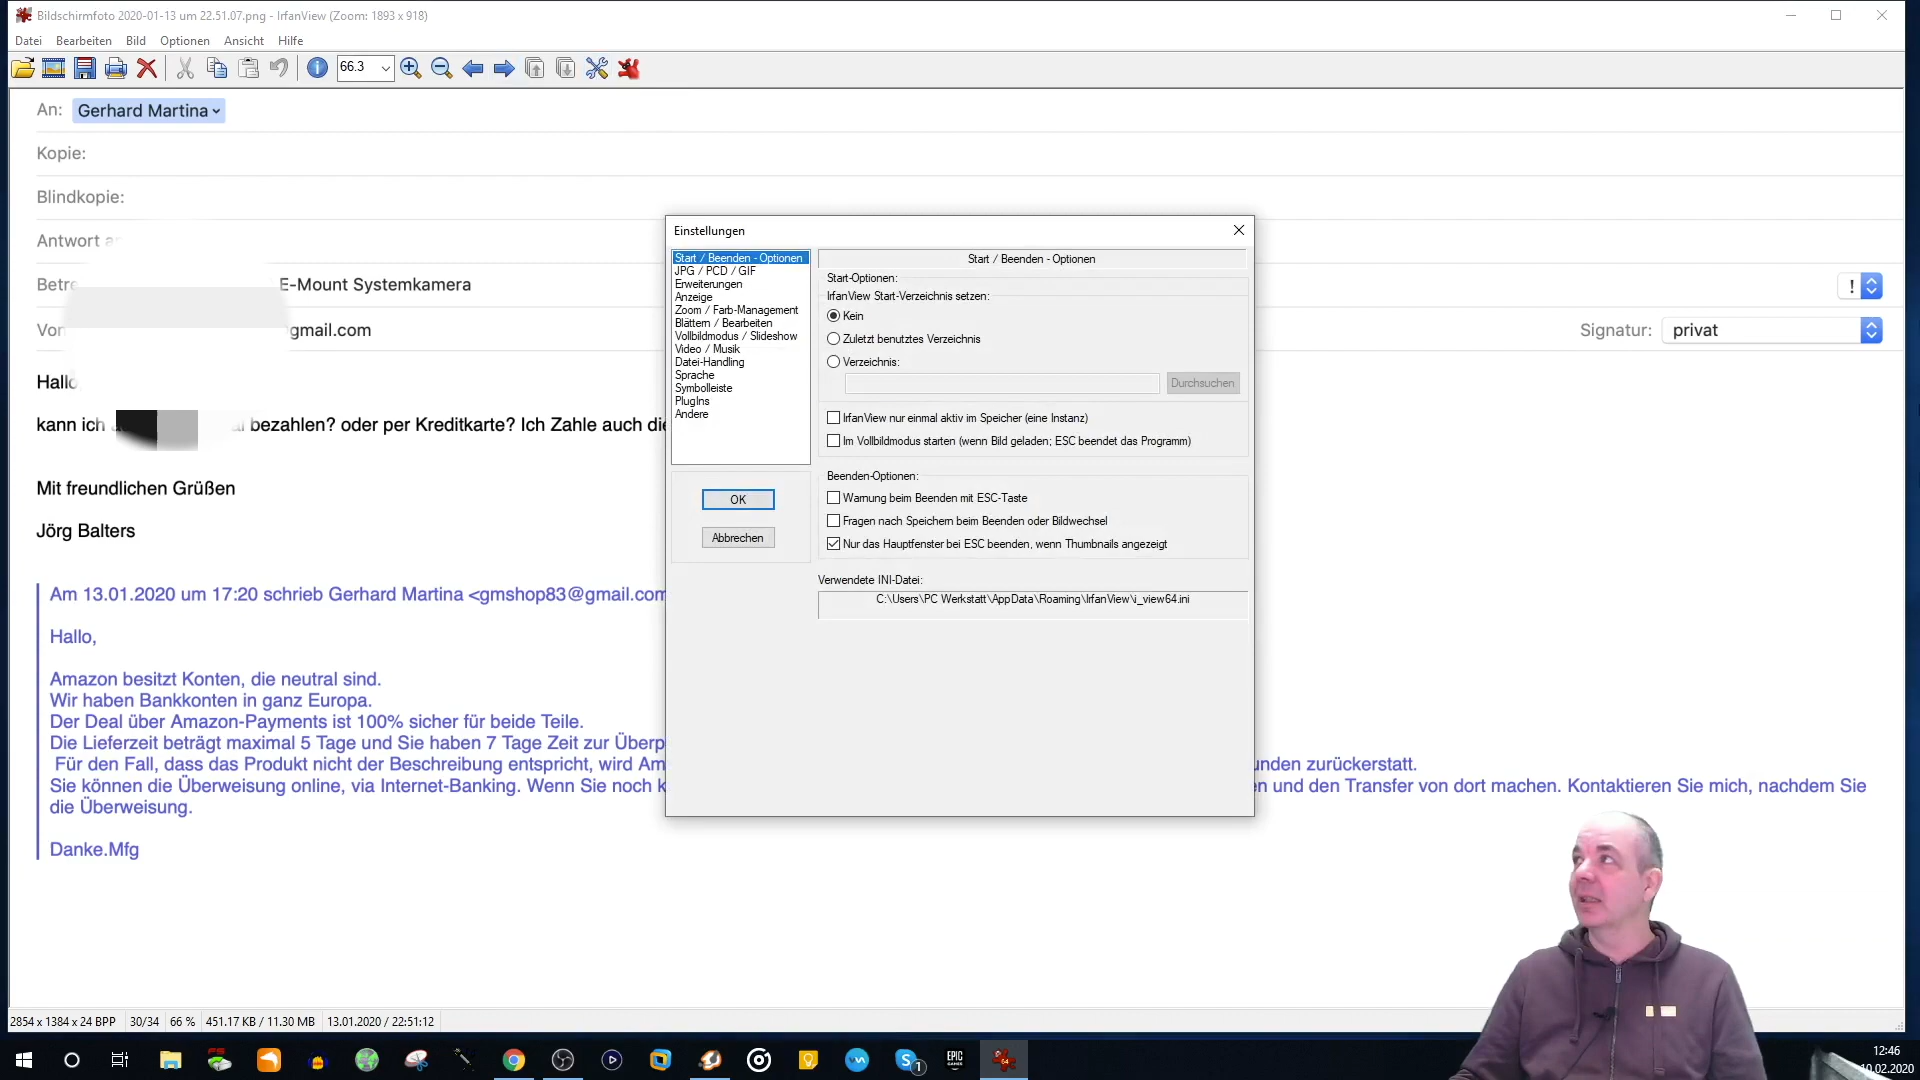 Bildschirmfoto 2020-01-13 um 22.51.07.png - IrfanView (Zoom: 1893 x 918)
Datei Bearbeiten Bild Optionen Ansicht Hilfe
66.3
An: Gerhard Martina
Kopie:
Blindkopie:
Antwort
E-Mount Systemkamera
!
gmail.com
Signatur: privat
Hallo
kann ich bezahlen? oder per Kreditkarte? Ich Zahle auch die
Mit freundlichen Grüßen
Jörg Balters
Am 13.01.2020 um 17:20 schrieb Gerhard Martina <gmshop83@gmail.com
Hallo,
Amazon besitzt Konten, die neutral sind.
Wir haben Bankkonten in ganz Europa.
Der Deal über Amazon-Payments ist 100% sicher für beide Teile.
Die Lieferzeit beträgt maximal 5 Tage und Sie haben 7 Tage Zeit zur Überp
Für den Fall, dass das Produkt nicht der Beschreibung entspricht, wird Am unden zurückerstatt.
Sie können die Überweisung online, via Internet-Banking. Wenn Sie noch k en und den Transfer von dort machen. Kontaktieren Sie mich, nachdem Sie
die Überweisung.
Danke.Mfg
Einstellungen
Start / Beenden - Optionen
JPG / PCD / GIF
Erweiterungen
Anzeige
Zoom / Farb-Management
Blättern / Bearbeiten
Vollbildmodus / Slideshow
Video / Musik
Datei-Handling
Sprache
Symbolleiste
PlugIns
Andere
OK
Abbrechen
Start / Beenden - Optionen
Start-Optionen:
IrfanView Start-Verzeichnis setzen:
Kein
Zuletzt benutztes Verzeichnis
Verzeichnis:
Durchsuchen
IrfanView nur einmal aktiv im Speicher (eine Instanz)
Im Vollbildmodus starten (wenn Bild geladen; ESC beendet das Programm)
Beenden-Optionen:
Warnung beim Beenden mit ESC-Taste
Fragen nach Speichern beim Beenden oder Bildwechsel
Nur das Hauptfenster bei ESC beenden, wenn Thumbnails angezeigt
Verwendete INI-Datei:
C:\Users\PC Werkstatt\AppData\Roaming\IrfanView\i_view64.ini
2854 x 1384 x 24 BPP 30/34 66 % 451.17 KB / 11.30 MB 13.01.2020 / 22:51:12
EPIC
GAMES
12:46
10.02.2020